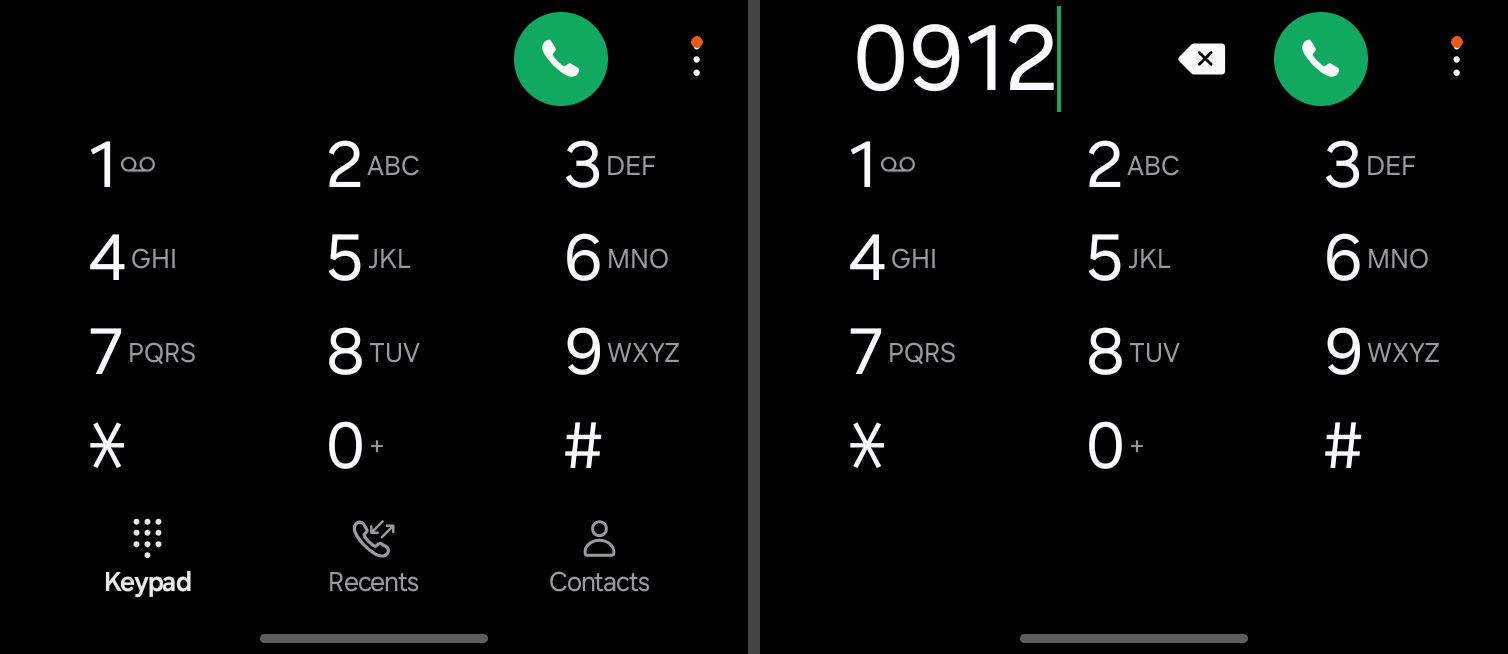 1 2 ABC 3 DEF
4 GHI 5 JKL 6 MNO
7 PQRS 8 TUV 9 WXYZ
* 0 + #
Keypad Recents Contacts
0912
1 2 ABC 3 DEF
4 GHI 5 JKL 6 MNO
7 PQRS 8 TUV 9 WXYZ
* 0 + #